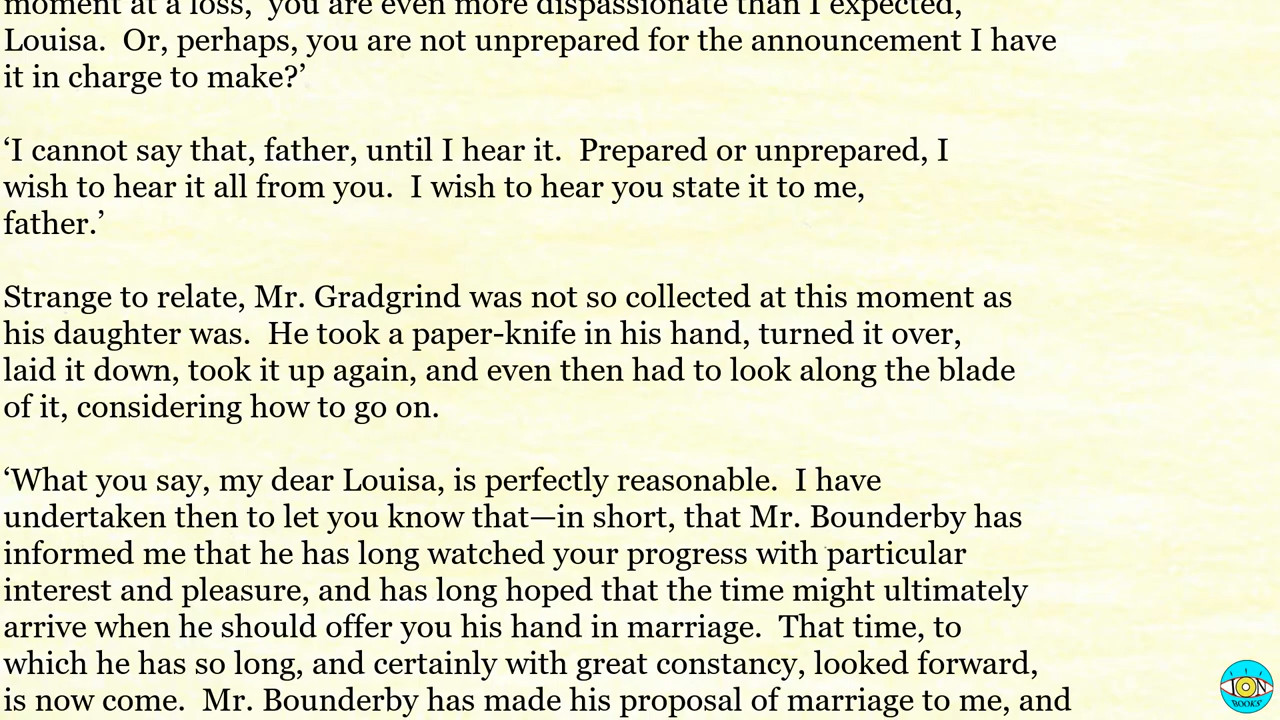 moment at a loss, ‘you are even more dispassionate than I expected,
Louisa.  Or, perhaps, you are not unprepared for the announcement I have
it in charge to make?’
‘I cannot say that, father, until I hear it.  Prepared or unprepared, I
wish to hear it all from you.  I wish to hear you state it to me,
father.’
Strange to relate, Mr. Gradgrind was not so collected at this moment as
his daughter was.  He took a paper-knife in his hand, turned it over,
laid it down, took it up again, and even then had to look along the blade
of it, considering how to go on.
‘What you say, my dear Louisa, is perfectly reasonable.  I have
undertaken then to let you know that—in short, that Mr. Bounderby has
informed me that he has long watched your progress with particular
interest and pleasure, and has long hoped that the time might ultimately
arrive when he should offer you his hand in marriage.  That time, to
which he has so long, and certainly with great constancy, looked forward,
is now come.  Mr. Bounderby has made his proposal of marriage to me, and
ION
BOOKS